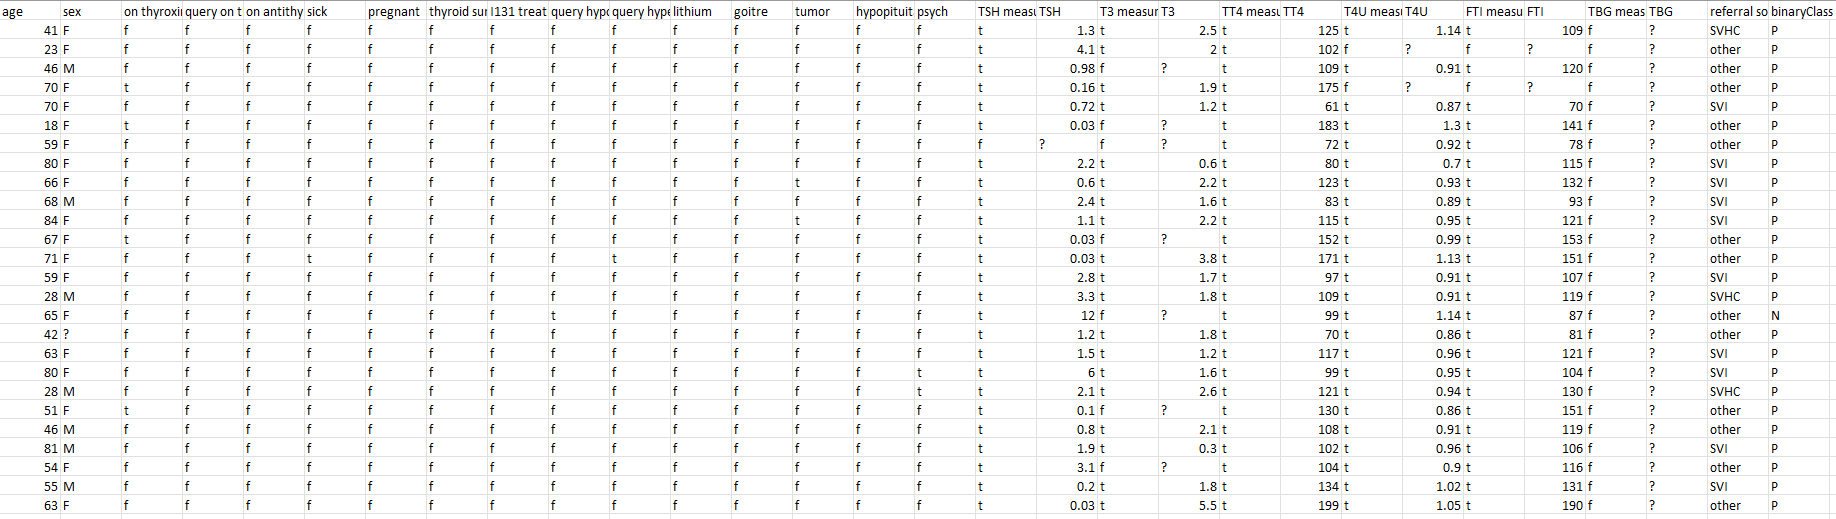 age sex on thyroxi query on t on antithy sick pregnant thyroid sur I131 treat query hypo query hype lithium goitre tumor hypopituit psych TSH measu TSH T3 measur T3 TT4 measu TT4 T4U measu T4U FTI measu FTI TBG meas TBG referral so binaryClass
41 F f f f f f f f f f f f f f f t 1.3 t 2.5 t 125 t 1.14 t 109 f ? SVHC P
23 F f f f f f f f f f f f f f f t 4.1 t 2 t 102 f ? f ? f ? other P
46 M f f f f f f f f f f f f f f t 0.98 f ? t 109 t 0.91 t 120 f ? other P
70 F t f f f f f f f f f f f f f t 0.16 t 1.9 t 175 f ? f ? f ? other P
70 F f f f f f f f f f f f f f f t 0.72 t 1.2 t 61 t 0.87 t 70 f ? SVI P
18 F t f f f f f f f f f f f f f t 0.03 f ? t 183 t 1.3 t 141 f ? other P
59 F f f f f f f f f f f f f f f f ? f ? t 72 t 0.92 t 78 f ? other P
80 F f f f f f f f f f f f f f f t 2.2 t 0.6 t 80 t 0.7 t 115 f ? SVI P
66 F f f f f f f f f f f f t f f t 0.6 t 2.2 t 123 t 0.93 t 132 f ? SVI P
68 M f f f f f f f f f f f f f f t 2.4 t 1.6 t 83 t 0.89 t 93 f ? SVI P
84 F f f f f f f f f f f f t f f t 1.1 t 2.2 t 115 t 0.95 t 121 f ? SVI P
67 F t f f f f f f f f f f f f f t 0.03 f ? t 152 t 0.99 t 153 f ? other P
71 F f f f t f f f f t f f f f f t 0.03 t 3.8 t 171 t 1.13 t 151 f ? other P
59 F f f f f f f f f f f f f f f t 2.8 t 1.7 t 97 t 0.91 t 107 f ? SVI P
28 M f f f f f f f f f f f f f f t 3.3 t 1.8 t 109 t 0.91 t 119 f ? SVHC P
65 F f f f f f f f t f f f f f f t 12 f ? t 99 t 1.14 t 87 f ? other N
42 ? f f f f f f f f f f f f f f t 1.2 t 1.8 t 70 t 0.86 t 81 f ? other P
63 F f f f f f f f f f f f f f f t 1.5 t 1.2 t 117 t 0.96 t 121 f ? SVI P
80 F f f f f f f f f f f f f f t t 6 t 1.6 t 99 t 0.95 t 104 f ? SVI P
28 M f f f f f f f f f f f f f t t 2.1 t 2.6 t 121 t 0.94 t 130 f ? SVHC P
51 F t f f f f f f f f f f f f f t 0.1 f ? t 130 t 0.86 t 151 f ? other P
46 M f f f f f f f f f f f f f f t 0.8 t 2.1 t 108 t 0.91 t 119 f ? other P
81 M f f f f f f f f f f f f f f t 1.9 t 0.3 t 102 t 0.96 t 106 f ? SVI P
54 F f f f f f f f f f f f f f f t 3.1 f ? t 104 t 0.9 t 116 f ? other P
55 M f f f f f f f f f f f f f f t 0.2 t 1.8 t 134 t 1.02 t 131 f ? SVI P
63 F f f f f f f f f f f f f f f t 0.03 t 5.5 t 199 t 1.05 t 190 f ? other P